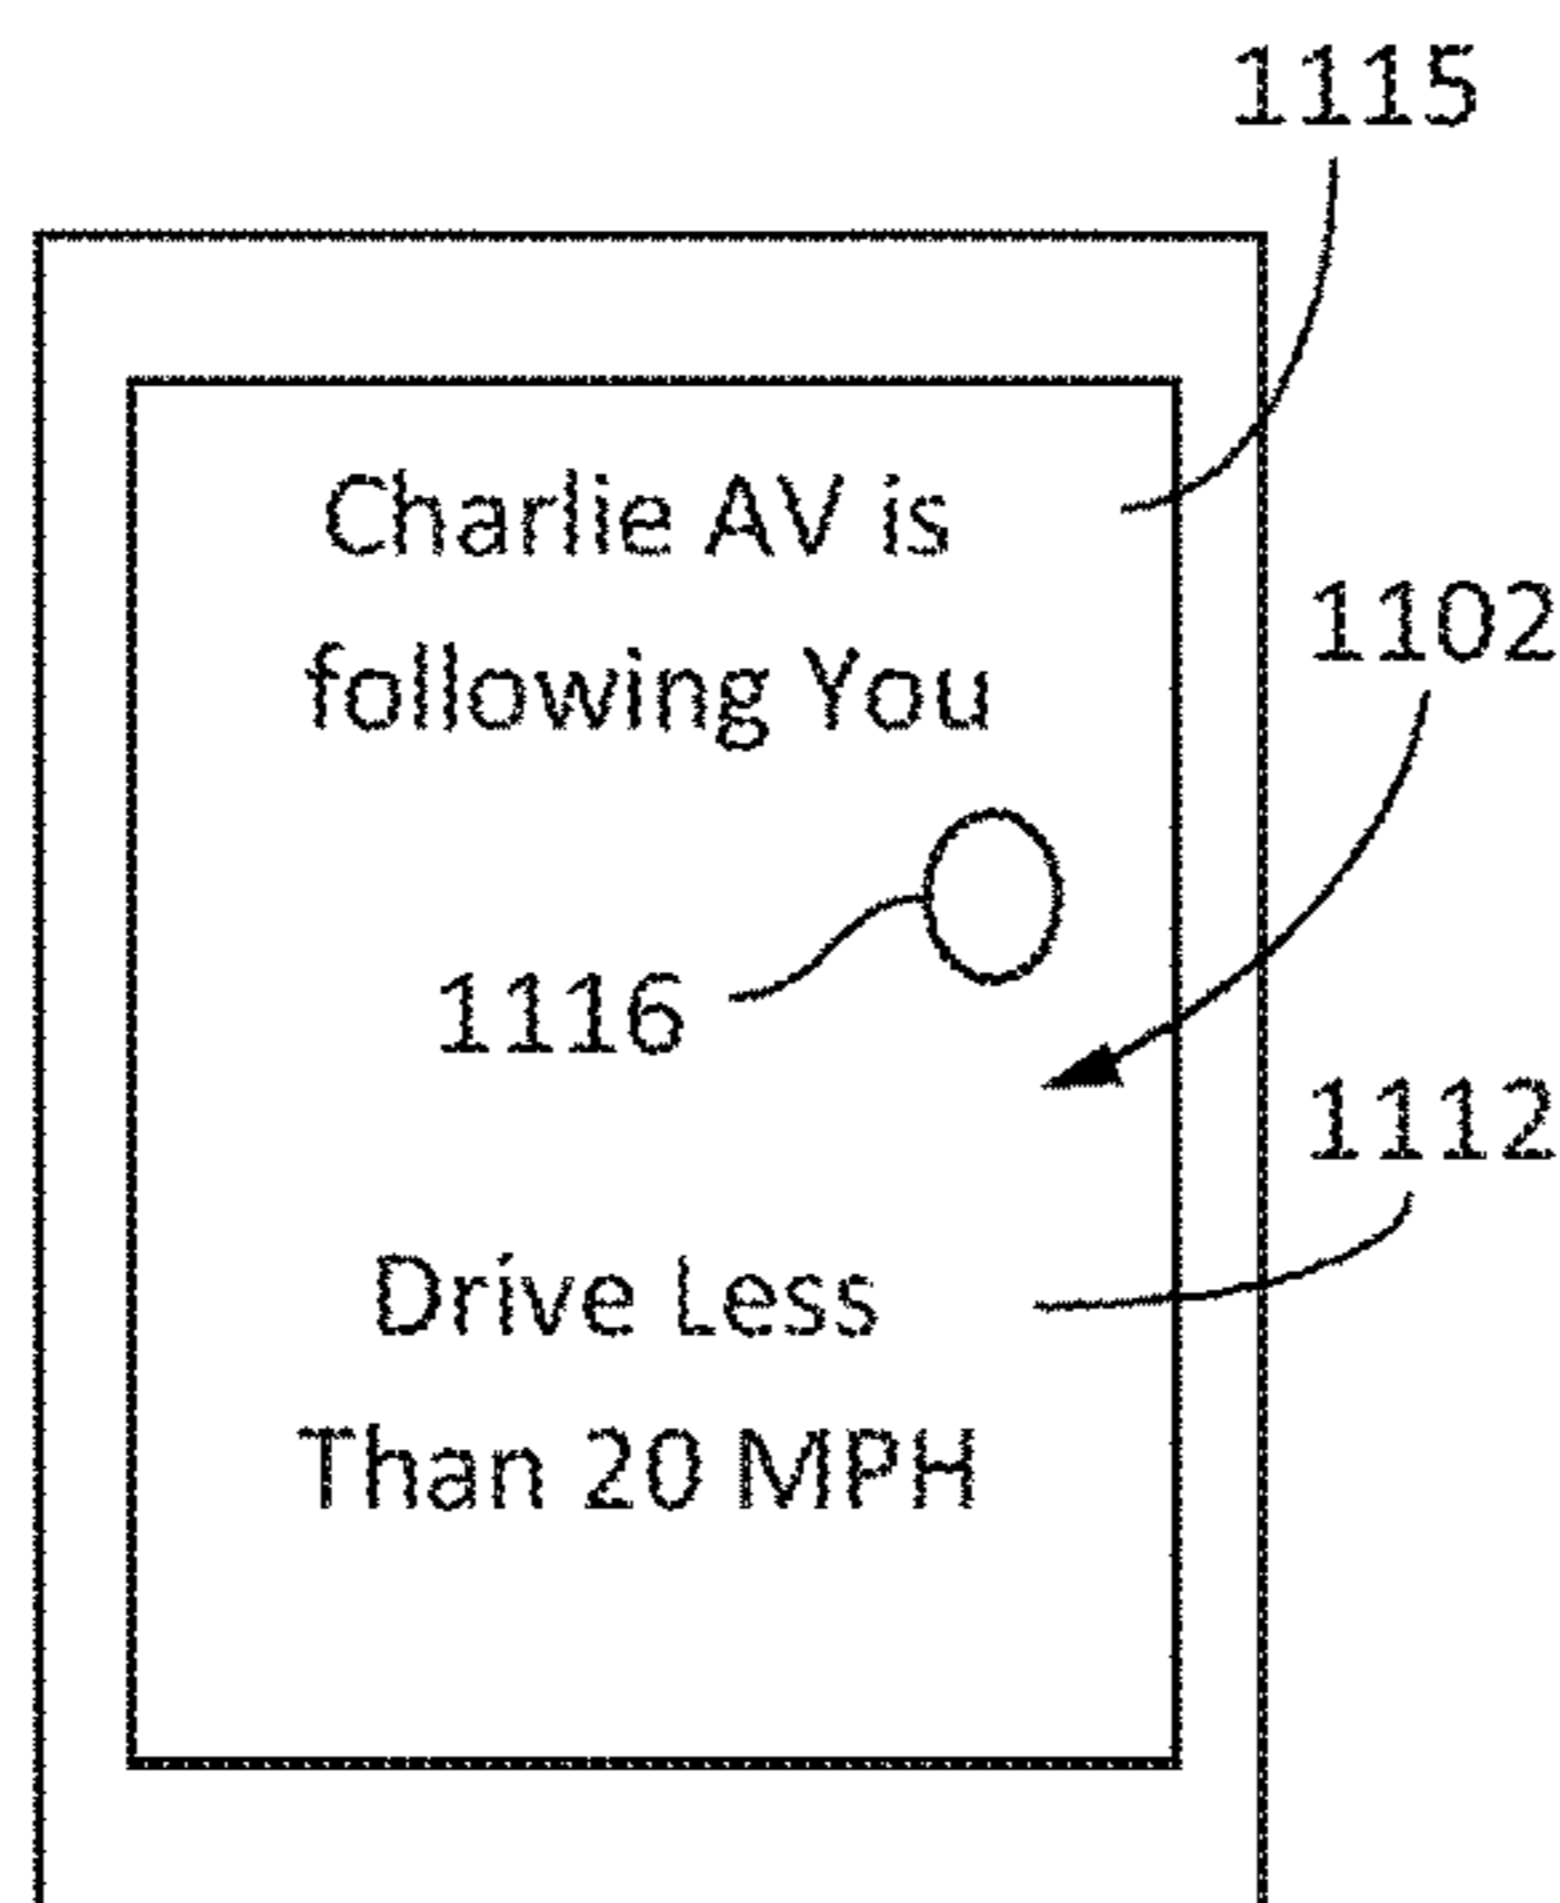 1115
Charlie AV is
following You
1102
1116
1112
Drive Less
Than 20 MPH